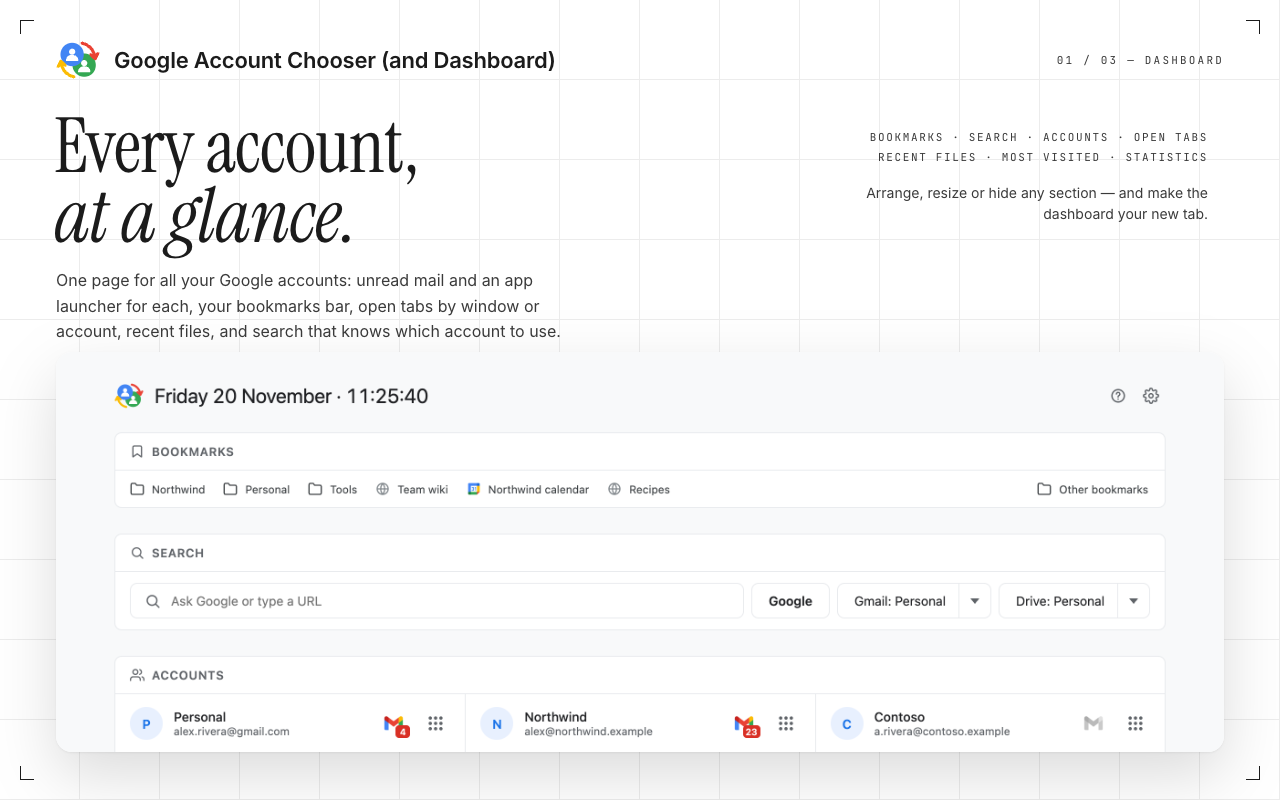 Google Account Chooser (and Dashboard)
01 / 03 — DASHBOARD
Every account,
at a glance.
BOOKMARKS · SEARCH · ACCOUNTS · OPEN TABS
RECENT FILES · MOST VISITED · STATISTICS
Arrange, resize or hide any section — and make the
dashboard your new tab.
One page for all your Google accounts: unread mail and an app
launcher for each, your bookmarks bar, open tabs by window or
account, recent files, and search that knows which account to use.
Friday 20 November · 11:25:40
BOOKMARKS
Northwind Personal Tools Team wiki Northwind calendar Recipes Other bookmarks
SEARCH
Ask Google or type a URL Google Gmail: Personal Drive: Personal
ACCOUNTS
P Personal 4 N Northwind 23 C Contoso
alex.rivera@gmail.com alex@northwind.example a.rivera@contoso.example